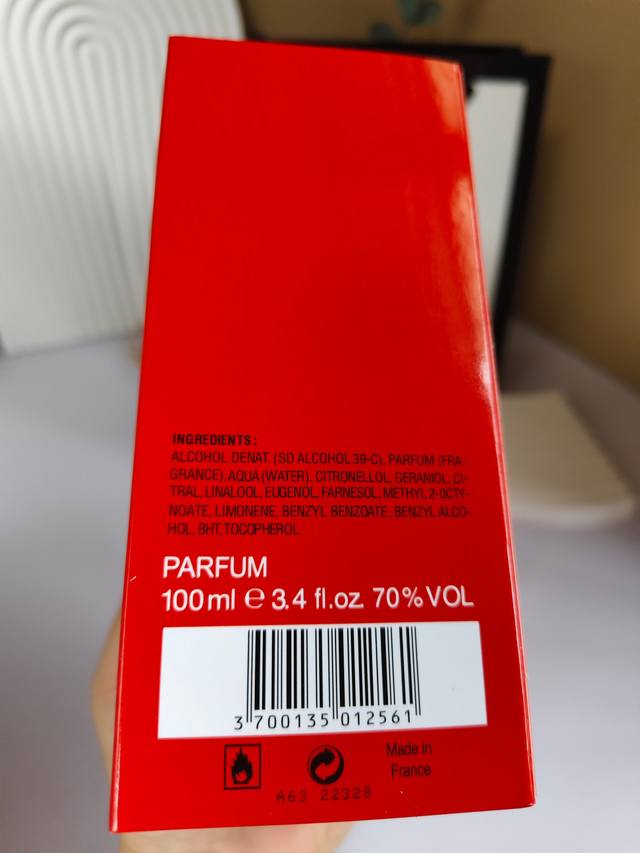 INGREDIENTS:
ALCOHOL DENAT. (SD ALCOHOL 39-C), PARFUM (FRA-
GRANCE), AQUA (WATER), CITRONELLOL, GERANIOL, CI-
TRAL, LINALOOL, EUGENOL, FARNESOL, METHYL 2-OCTY-
NOATE, LIMONENE, BENZYL BENZOATE, BENZYL ALCO-
HOL, BHT, TOCOPHEROL
PARFUM
100ml e 3.4 fl.oz 70%VOL
3 700135 012561
Made in
France
A63 22328